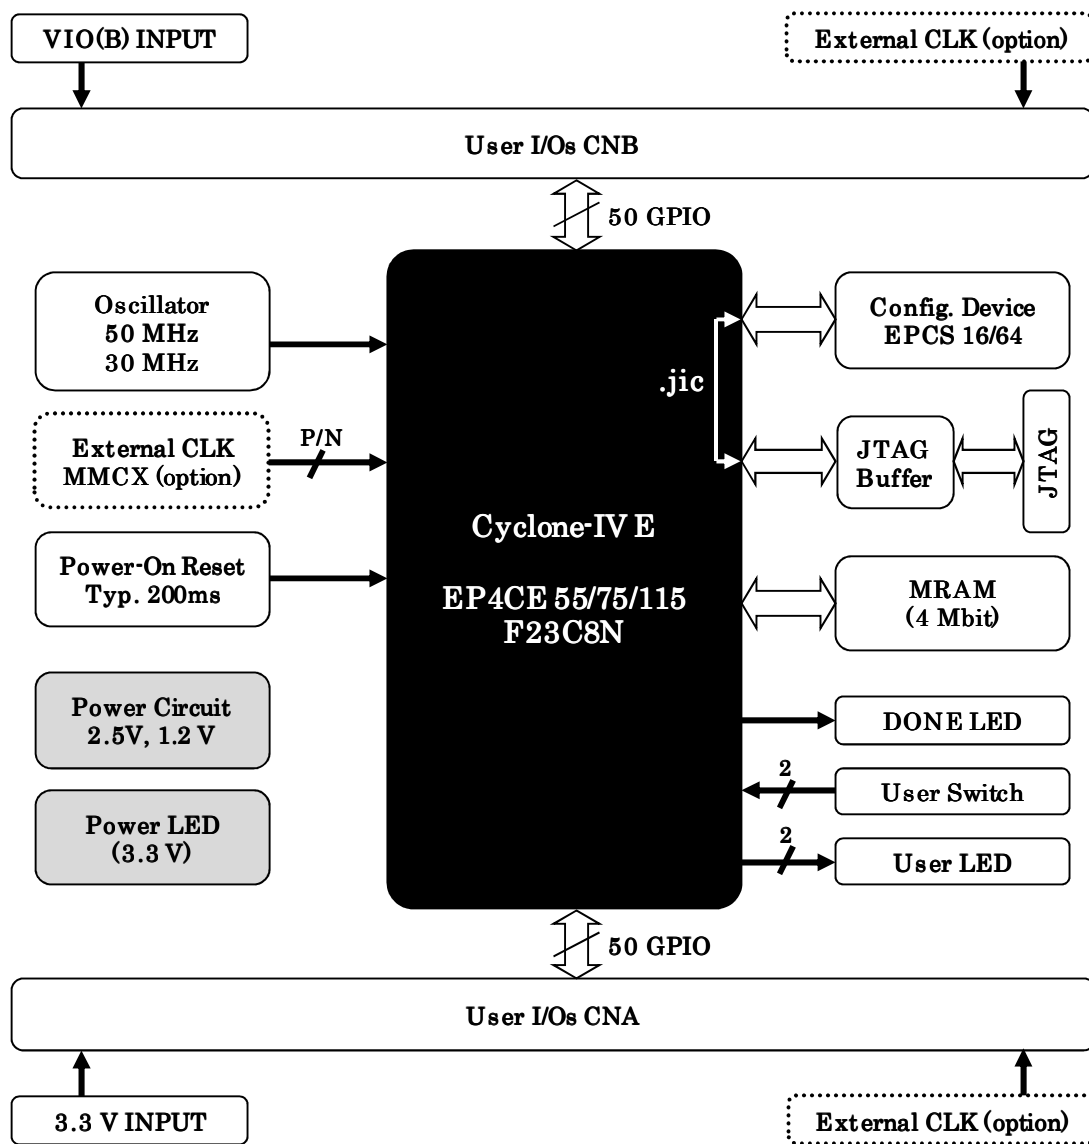 VIO(B) INPUT
External CLK (option)
User I/Os CNB
50 GPIO
Oscillator
50 MHz
30 MHz
Config. Device
EPCS 16/64
.jic
External CLK
MMCX (option)
P/N
JTAG
Buffer
JTAG
Cyclone-IV E
EP4CE 55/75/115
F23C8N
Power-On Reset
Typ. 200ms
MRAM
(4 Mbit)
Power Circuit
2.5V, 1.2 V
DONE LED
2
User Switch
Power LED
(3.3 V)
2
User LED
50 GPIO
User I/Os CNA
3.3 V INPUT
External CLK (option)